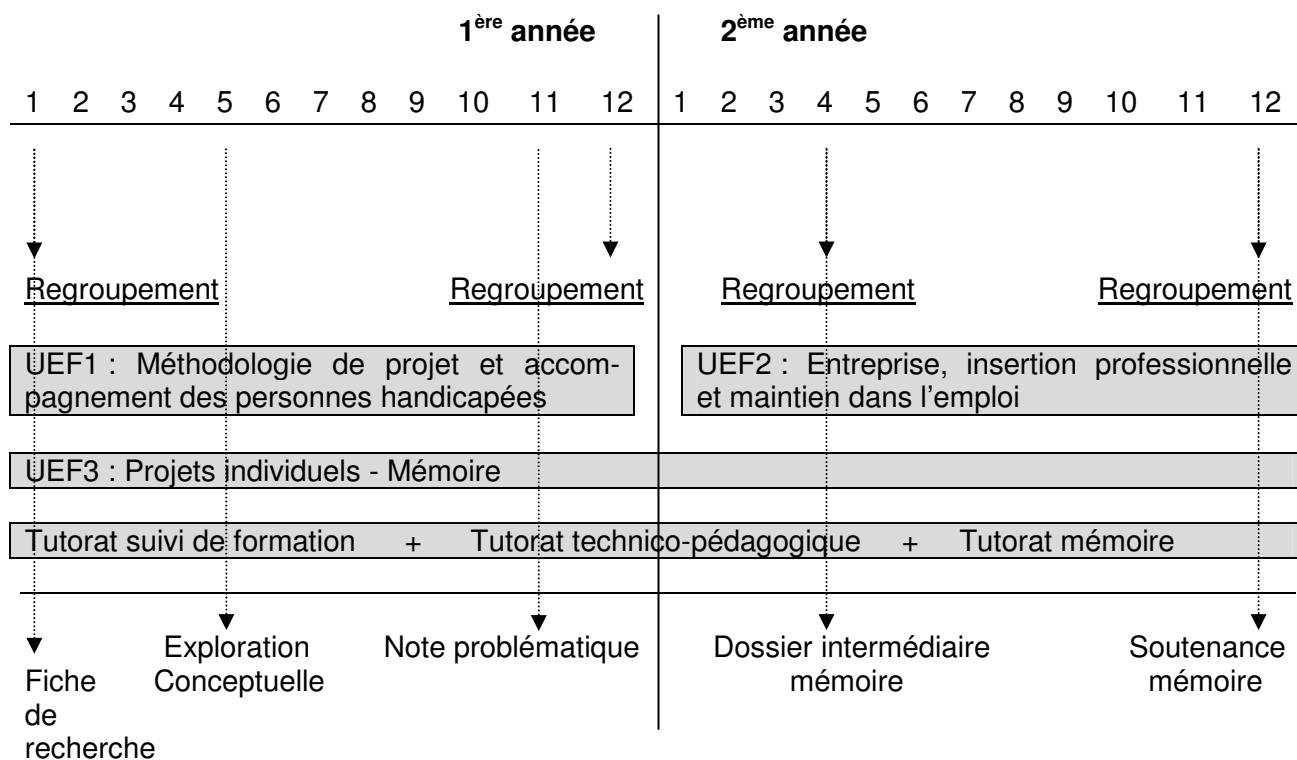 1ère année 2ème année
1 2 3 4 5 6 7 8 9 10 11 12 1 2 3 4 5 6 7 8 9 10 11 12
Regroupement Regroupement Regroupement Regroupement
UEF1 : Méthodologie de projet et accom-
pagnement des personnes handicapées
UEF2 : Entreprise, insertion professionnelle
et maintien dans l'emploi
UEF3 : Projets individuels - Mémoire
Tutorat suivi de formation + Tutorat technico-pédagogique + Tutorat mémoire
Fiche
de
recherche
Exploration
Conceptuelle
Note problématique
Dossier intermédiaire
mémoire
Soutenance
mémoire